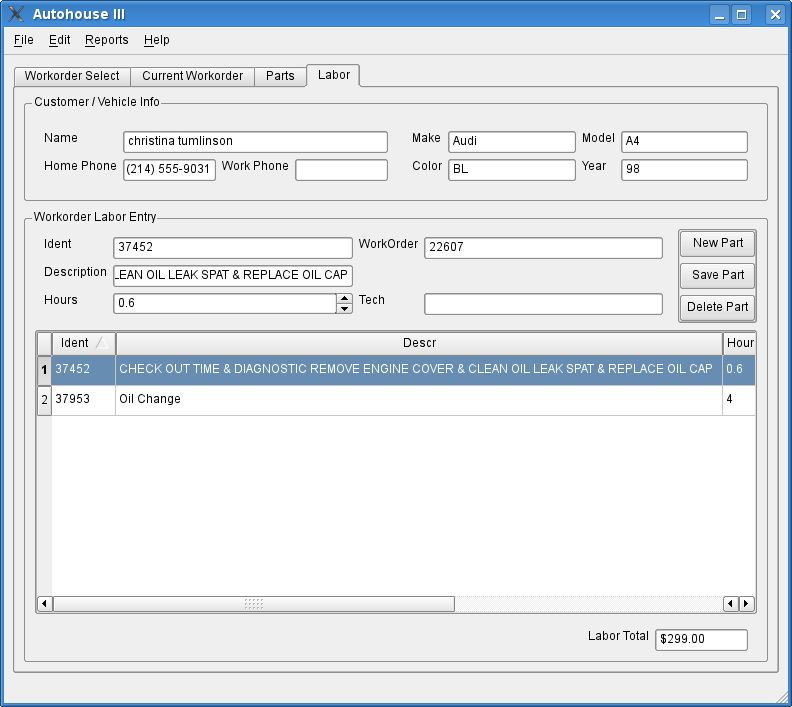 Autohouse III
File Edit Reports Help
Workorder Select Current Workorder Parts Labor
Customer / Vehicle Info
Name christina tumlinson Make Audi Model A4
Home Phone (214) 555-9031 Work Phone Color BL Year 98
Workorder Labor Entry
Ident 37452 WorkOrder 22607 New Part
Description LEAN OIL LEAK SPAT & REPLACE OIL CAP Save Part
Hours 0.6 Tech Delete Part
Ident Descr Hour
1 37452 CHECK OUT TIME & DIAGNOSTIC REMOVE ENGINE COVER & CLEAN OIL LEAK SPAT & REPLACE OIL CAP 0.6
2 37953 Oil Change 4
Labor Total $299.00